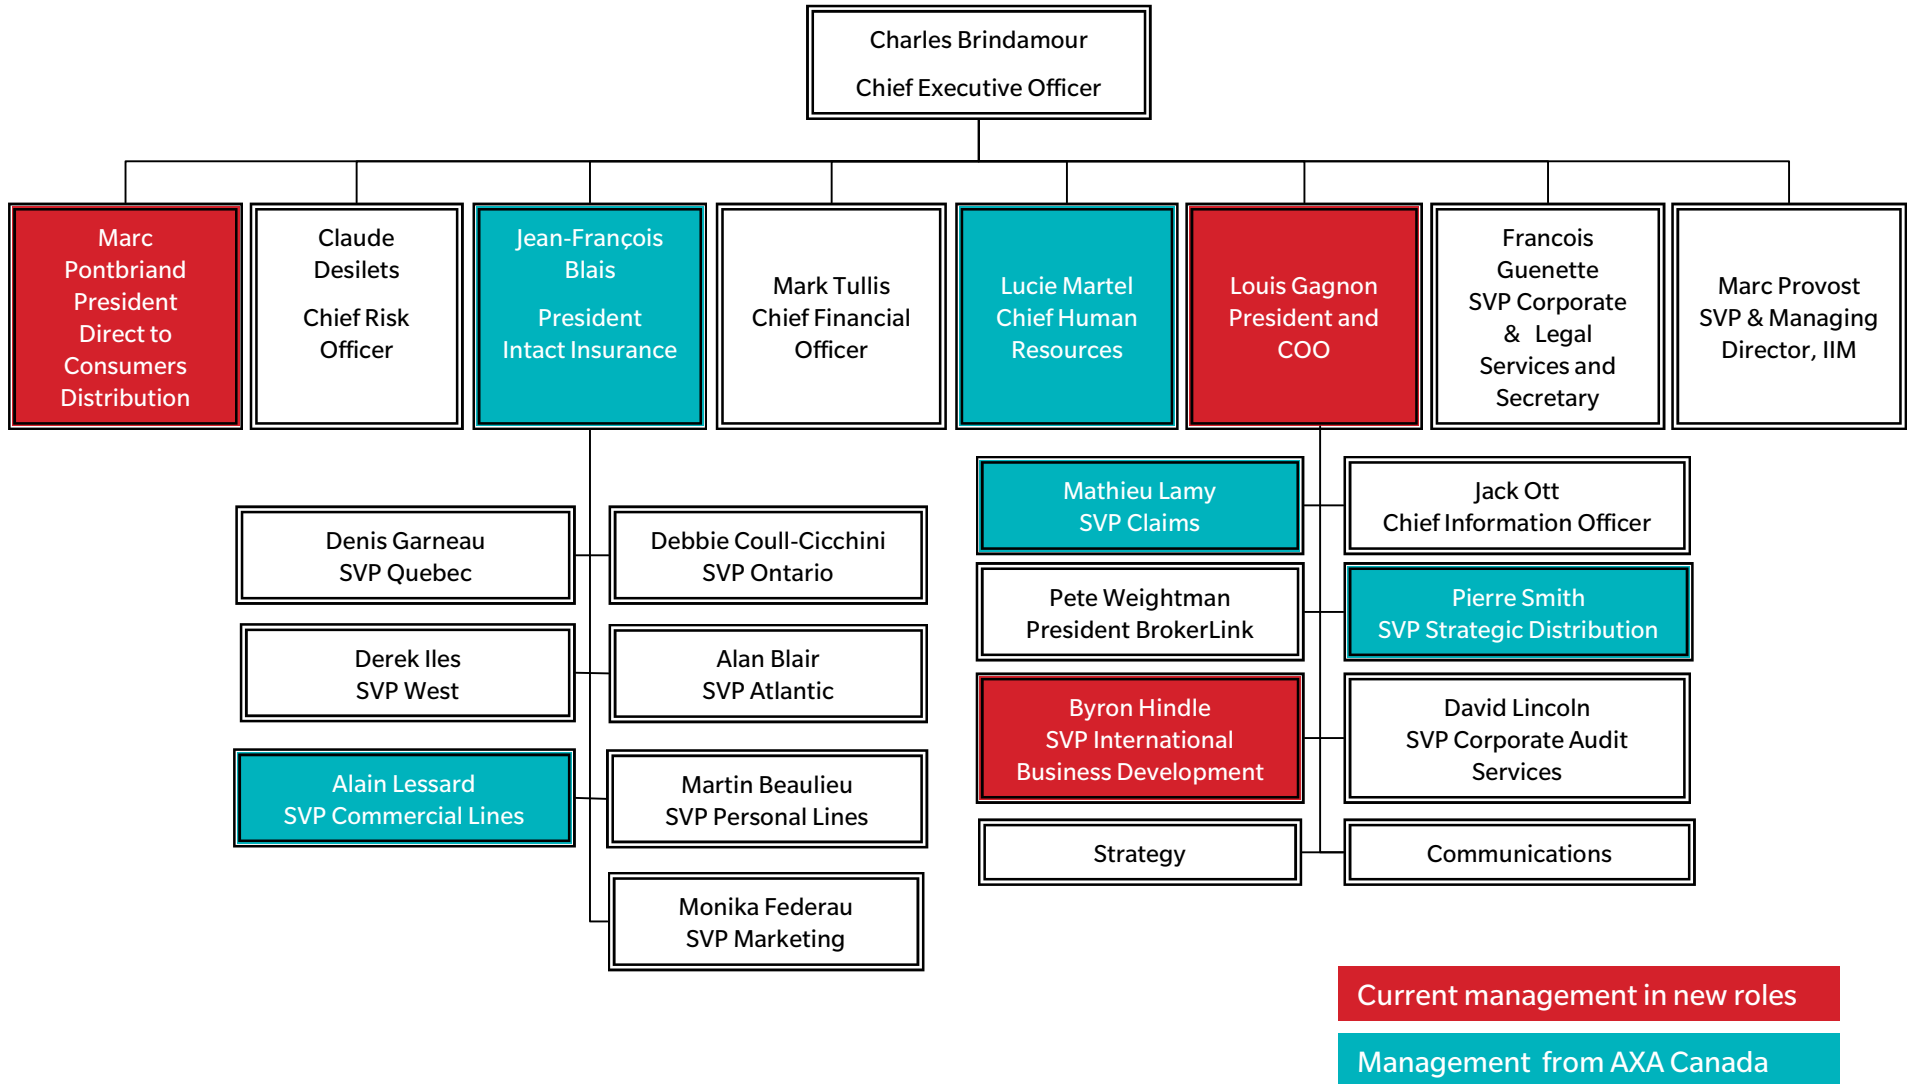 Charles Brindamour
Chief Executive Officer
Marc
Pontbriand
President
Direct to
Consumers
Distribution
Claude
Desilets
Chief Risk
Officer
Jean-François
Blais
President
Intact Insurance
Mark Tullis
Chief Financial
Officer
Lucie Martel
Chief Human
Resources
Louis Gagnon
President and
COO
Francois
Guenette
SVP Corporate
& Legal
Services and
Secretary
Marc Provost
SVP & Managing
Director, IIM
Denis Garneau
SVP Quebec
Debbie Coull-Cicchini
SVP Ontario
Derek Iles
SVP West
Alan Blair
SVP Atlantic
Alain Lessard
SVP Commercial Lines
Martin Beaulieu
SVP Personal Lines
Monika Federau
SVP Marketing
Mathieu Lamy
SVP Claims
Jack Ott
Chief Information Officer
Pete Weightman
President BrokerLink
Pierre Smith
SVP Strategic Distribution
Byron Hindle
SVP International
Business Development
David Lincoln
SVP Corporate Audit
Services
Strategy
Communications
Current management in new roles
Management from AXA Canada